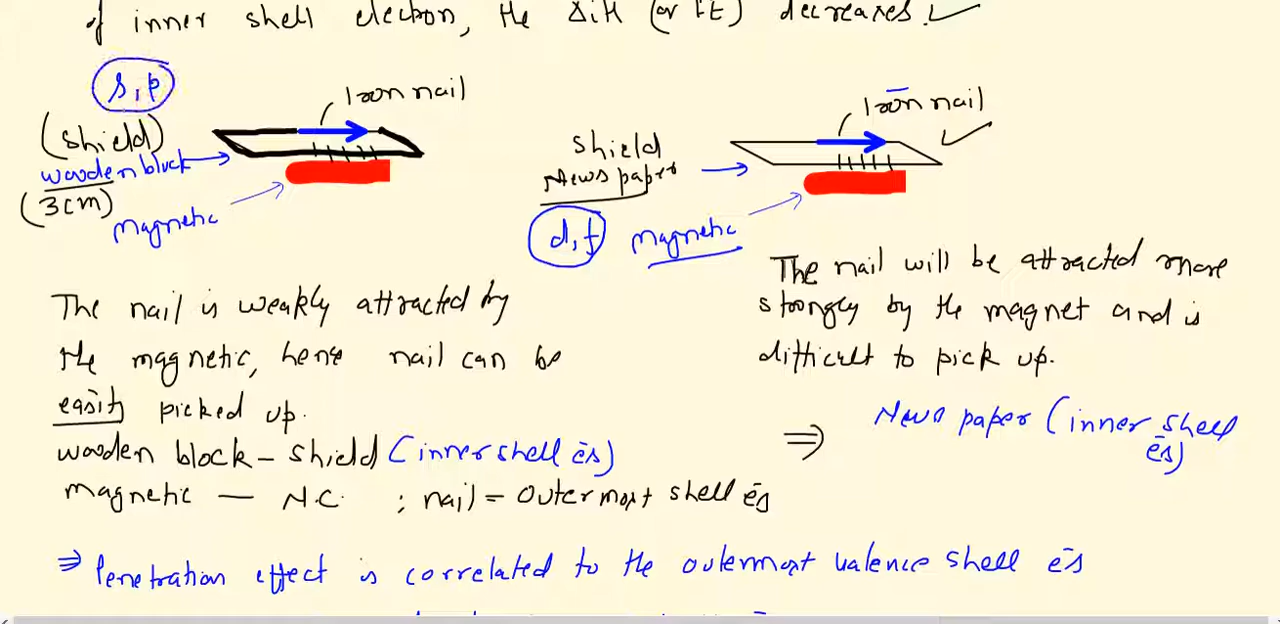 of inner shell electron, the ΔiH (or I.E) decreases.
s, p
Iron nail
(shield)
wooden block
(3cm)
magnetic
Iron nail
shield
News paper
d, f
magnetic
The nail is weakly attracted by
the magnetic, hense nail can be
easily picked up.
wooden block - shield (inner shell ēs)
magnetic — N.C. ; nail = outermost shell ēs
The nail will be attracted more
strongly by the magnet and is
difficult to pick up.
⇒ News paper (inner shell
ēs)
⇒ Penetration effect is correlated to the outermost valence shell ēs